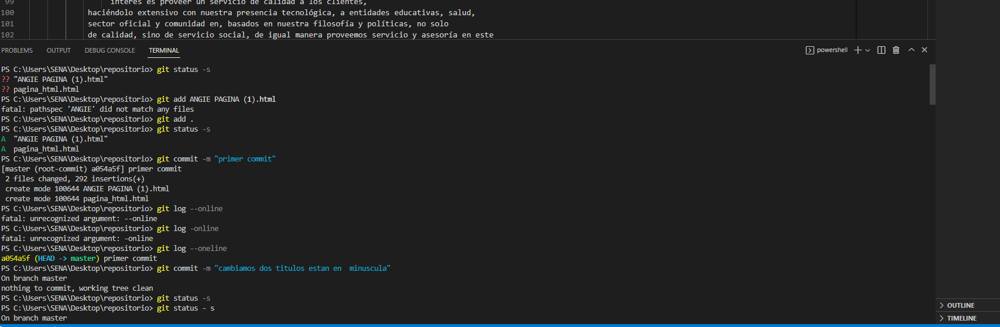 99 interes es proveer un servicio de calidad a los clientes,
100 haciéndolo extensivo con nuestra presencia tecnológica, a entidades educativas, salud,
101 sector oficial y comunidad en, basados en nuestra filosofía y políticas, no solo
102 de calidad, sino de servicio social, de igual manera proveemos servicio y asesoría en este
PROBLEMS OUTPUT DEBUG CONSOLE TERMINAL powershell
PS C:\Users\SENA\Desktop\repositorio> git status -s
?? "ANGIE PAGINA (1).html"
?? pagina_html.html
PS C:\Users\SENA\Desktop\repositorio> git add ANGIE PAGINA (1).html
fatal: pathspec 'ANGIE' did not match any files
PS C:\Users\SENA\Desktop\repositorio> git add .
PS C:\Users\SENA\Desktop\repositorio> git status -s
A "ANGIE PAGINA (1).html"
A pagina_html.html
PS C:\Users\SENA\Desktop\repositorio> git commit -m "primer commit"
[master (root-commit) a054a5f] primer commit
2 files changed, 292 insertions(+)
create mode 100644 ANGIE PAGINA (1).html
create mode 100644 pagina_html.html
PS C:\Users\SENA\Desktop\repositorio> git log --online
fatal: unrecognized argument: --online
PS C:\Users\SENA\Desktop\repositorio> git log -online
fatal: unrecognized argument: -online
PS C:\Users\SENA\Desktop\repositorio> git log --oneline
a054a5f (HEAD -> master) primer commit
PS C:\Users\SENA\Desktop\repositorio> git commit -m "cambiamos dos titulos estan en  minuscula"
On branch master
nothing to commit, working tree clean
PS C:\Users\SENA\Desktop\repositorio> git status -s
PS C:\Users\SENA\Desktop\repositorio> git status - s
On branch master
OUTLINE
TIMELINE